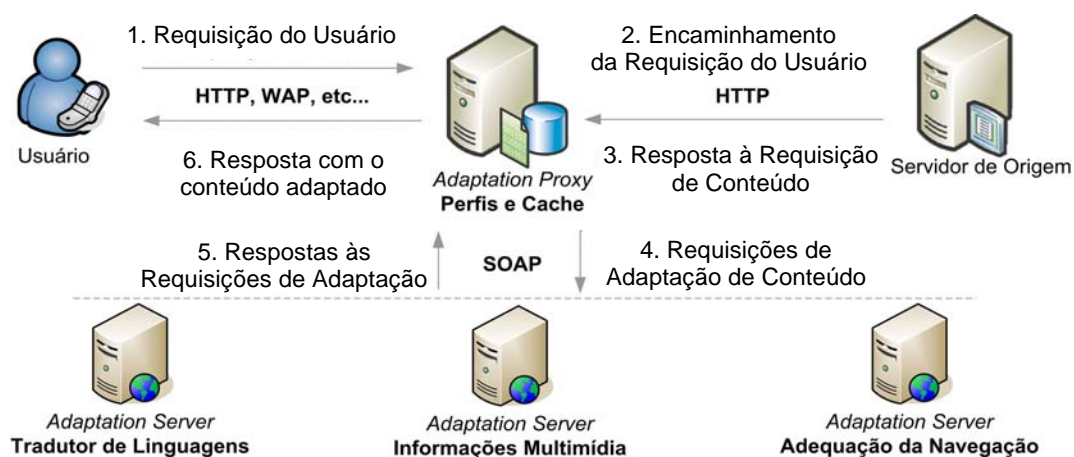 1. Requisição do Usuário
HTTP, WAP, etc...
6. Resposta com o
conteúdo adaptado
Usuário
2. Encaminhamento
da Requisição do Usuário
HTTP
3. Resposta à Requisição
de Conteúdo
Servidor de Origem
Adaptation Proxy
Perfis e Cache
5. Respostas às
Requisições de Adaptação
SOAP
4. Requisições de
Adaptação de Conteúdo
Adaptation Server
Tradutor de Linguagens
Adaptation Server
Informações Multimídia
Adaptation Server
Adequação da Navegação